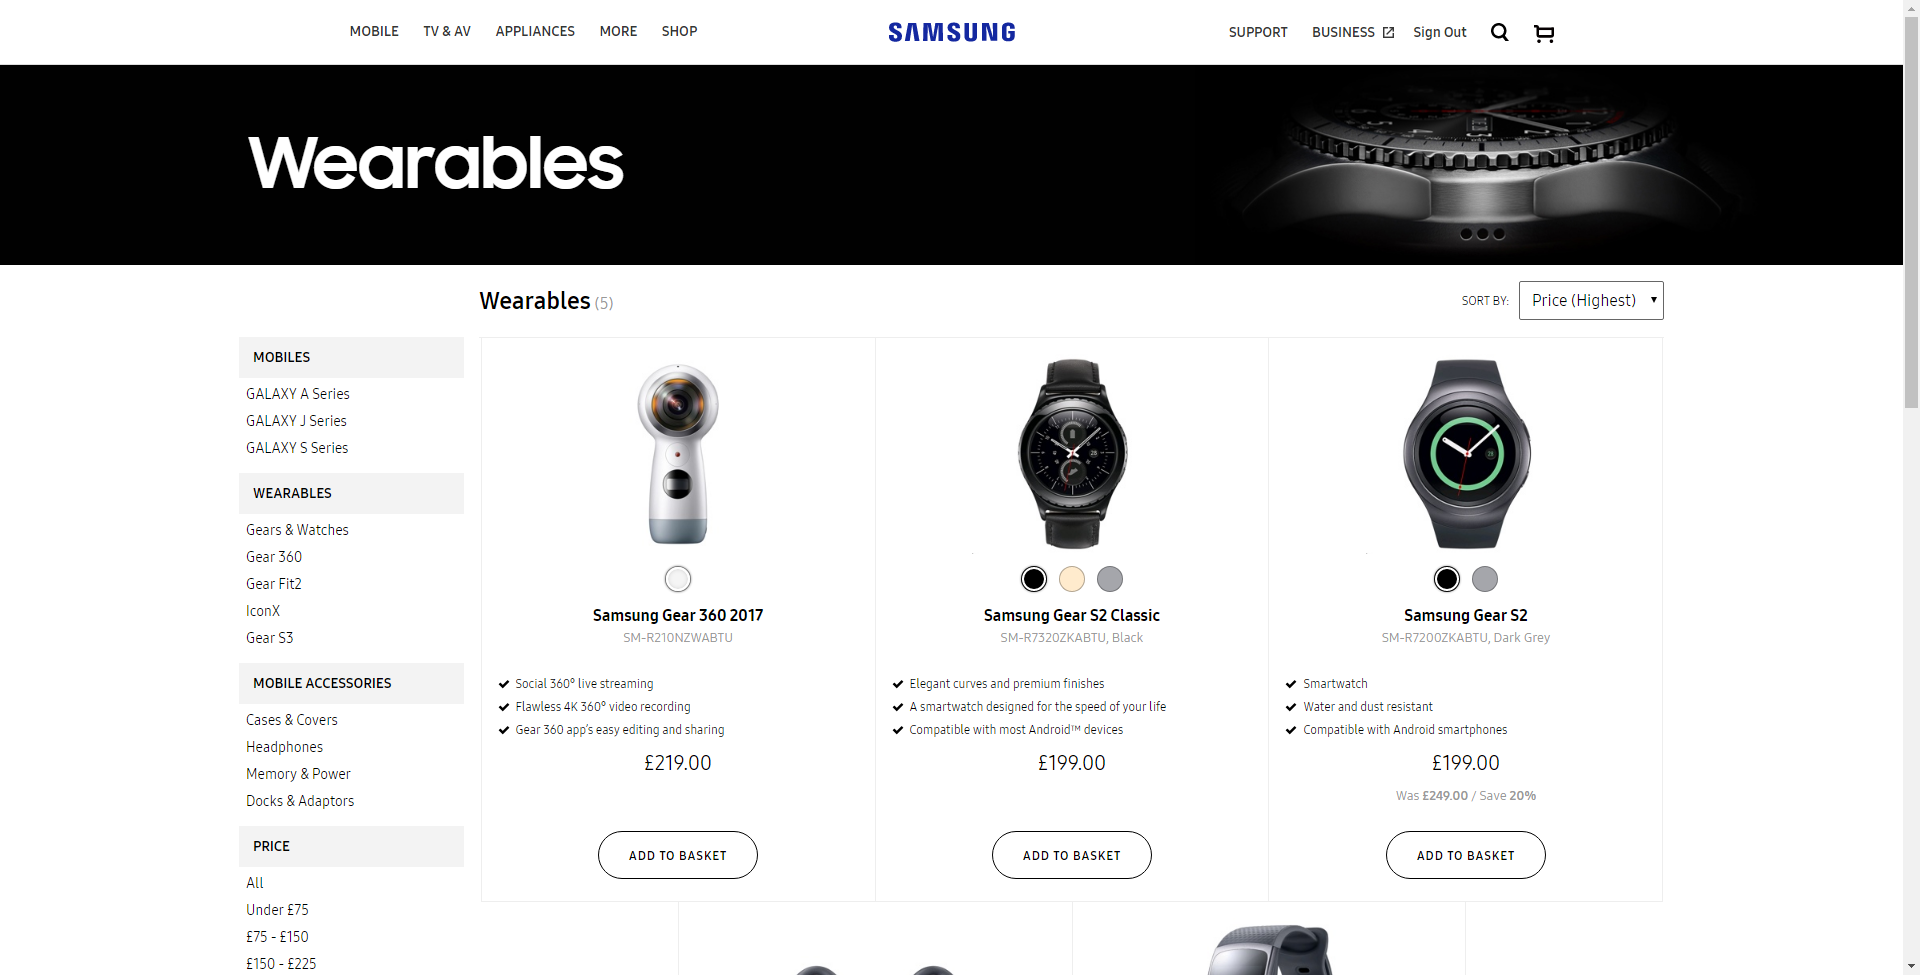 MOBILE TV & AV APPLIANCES MORE SHOP SAMSUNG SUPPORT BUSINESS Sign Out
Wearables
Wearables (5)
SORT BY: Price (Highest)
MOBILES
GALAXY A Series
GALAXY J Series
GALAXY S Series
WEARABLES
Gears & Watches
Gear 360
Gear Fit2
IconX
Gear S3
MOBILE ACCESSORIES
Cases & Covers
Headphones
Memory & Power
Docks & Adaptors
PRICE
All
Under £75
£75 - £150
£150 - £225
Samsung Gear 360 2017
SM-R210NZWABTU
Social 360º live streaming
Flawless 4K 360º video recording
Gear 360 app's easy editing and sharing
£219.00
ADD TO BASKET
Samsung Gear S2 Classic
SM-R7320ZKABTU, Black
Elegant curves and premium finishes
A smartwatch designed for the speed of your life
Compatible with most Android™ devices
£199.00
ADD TO BASKET
Samsung Gear S2
SM-R7200ZKABTU, Dark Grey
Smartwatch
Water and dust resistant
Compatible with Android smartphones
£199.00
Was £249.00 / Save 20%
ADD TO BASKET